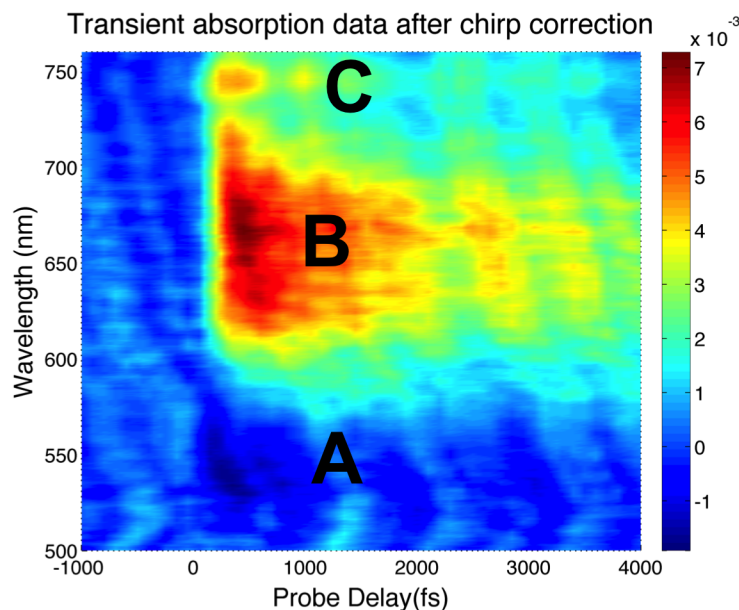 Transient absorption data after chirp correction
x 10⁻³
750
700
650
600
550
500
Wavelength (nm)
C
B
A
7
6
5
4
3
2
1
0
-1
-1000 0 1000 2000 3000 4000
Probe Delay(fs)